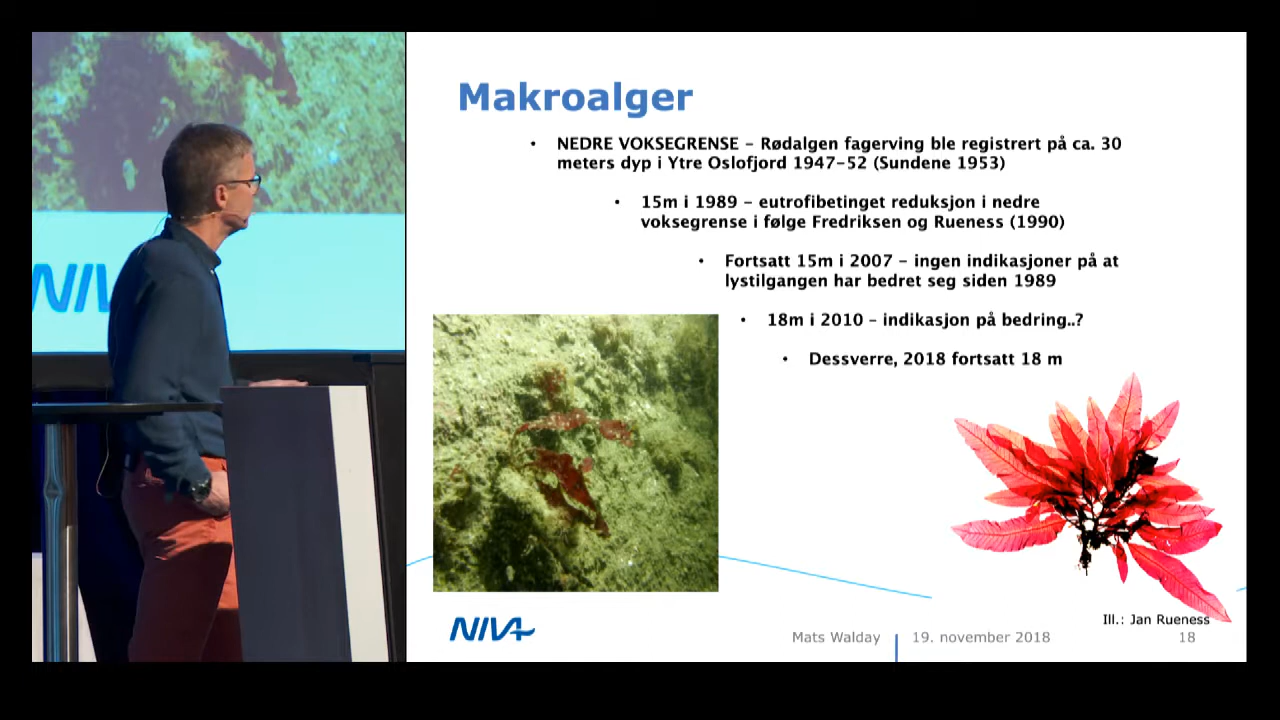 Makroalger
• NEDRE VOKSEGRENSE – Rødalgen fagerving ble registrert på ca. 30
meters dyp i Ytre Oslofjord 1947–52 (Sundene 1953)
• 15m i 1989 – eutrofibetinget reduksjon i nedre
voksegrense i følge Fredriksen og Rueness (1990)
• Fortsatt 15m i 2007 – ingen indikasjoner på at
lystilgangen har bedret seg siden 1989
• 18m i 2010 – indikasjon på bedring..?
• Dessverre, 2018 fortsatt 18 m
Ill.: Jan Rueness
NIVA
Mats Walday 19. november 2018 18
NIV